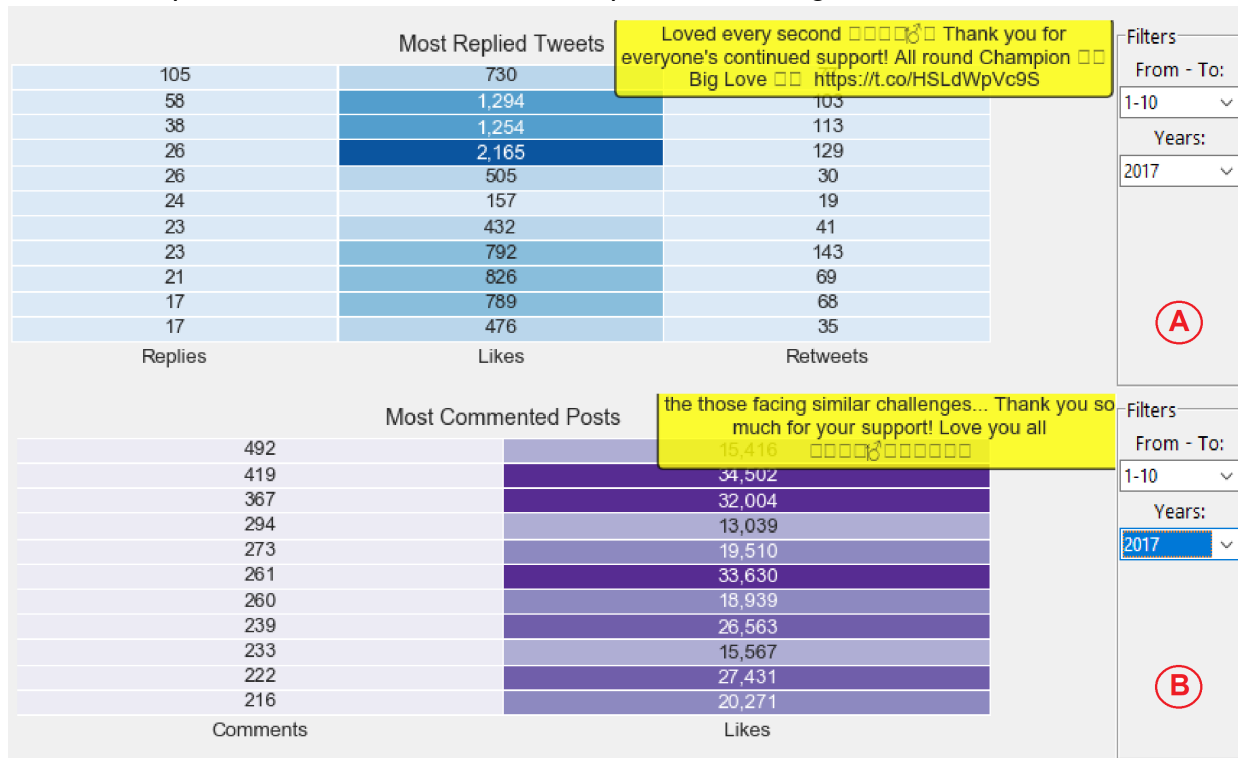 Most Replied Tweets
Loved every second □□□□♂□ Thank you for
everyone's continued support! All round Champion □□
Big Love □□ https://t.co/HSLdWpVc9S
105 730
58 1,294 103
38 1,254 113
26 2,165 129
26 505 30
24 157 19
23 432 41
23 792 143
21 826 69
17 789 68
17 476 35
Replies Likes Retweets
Filters
From - To:
1-10
Years:
2017
A
Most Commented Posts
the those facing similar challenges... Thank you so
much for your support! Love you all
□□□□♂□□□□□□
492 15,416
419 34,502
367 32,004
294 13,039
273 19,510
261 33,630
260 18,939
239 26,563
233 15,567
222 27,431
216 20,271
Comments Likes
Filters
From - To:
1-10
Years:
2017
B